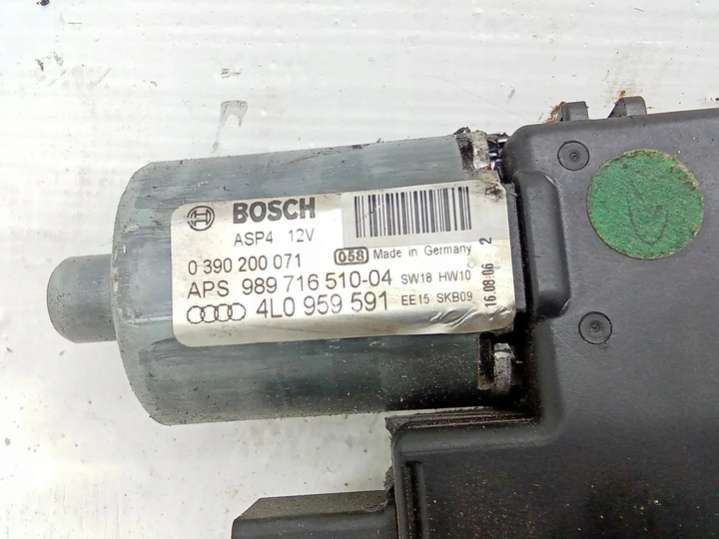 BOSCH
ASP4 12V
0 390 200 071
058 Made in Germany
APS 989 716 510-04 SW18 HW10
4L0 959 591 EE15 SKB09
16.08.06 2